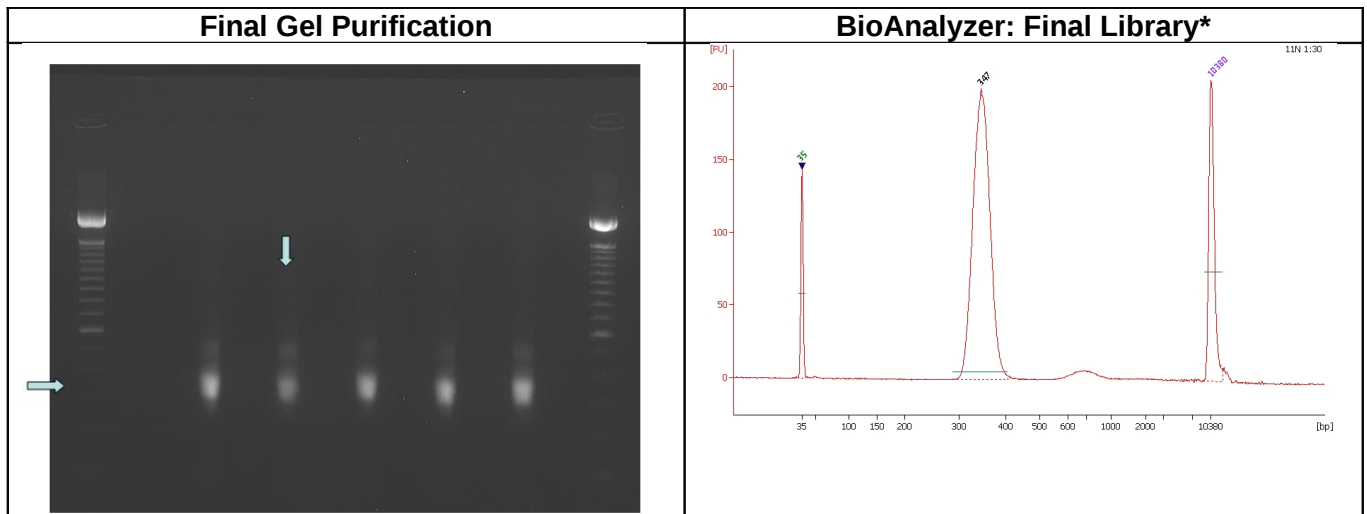 Final Gel Purification
BioAnalyzer: Final Library*
[FU]
11N 1:30
200
150
100
50
0
35
347
10380
35 100 150 200 300 400 500 600 1000 2000 10380 [bp]